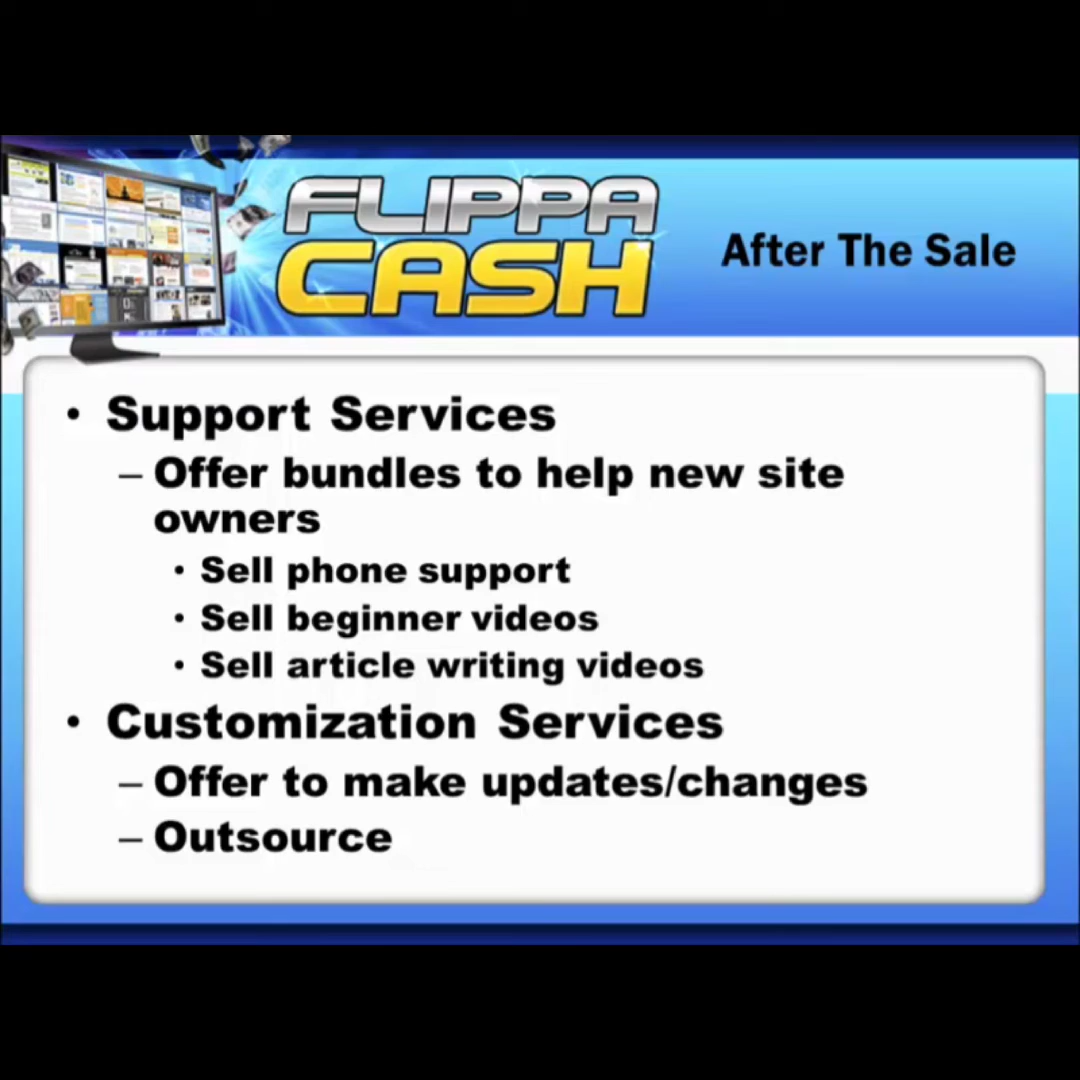 FLIPPA
CASH
After The Sale
• Support Services
– Offer bundles to help new site
owners
• Sell phone support
• Sell beginner videos
• Sell article writing videos
• Customization Services
– Offer to make updates/changes
– Outsource